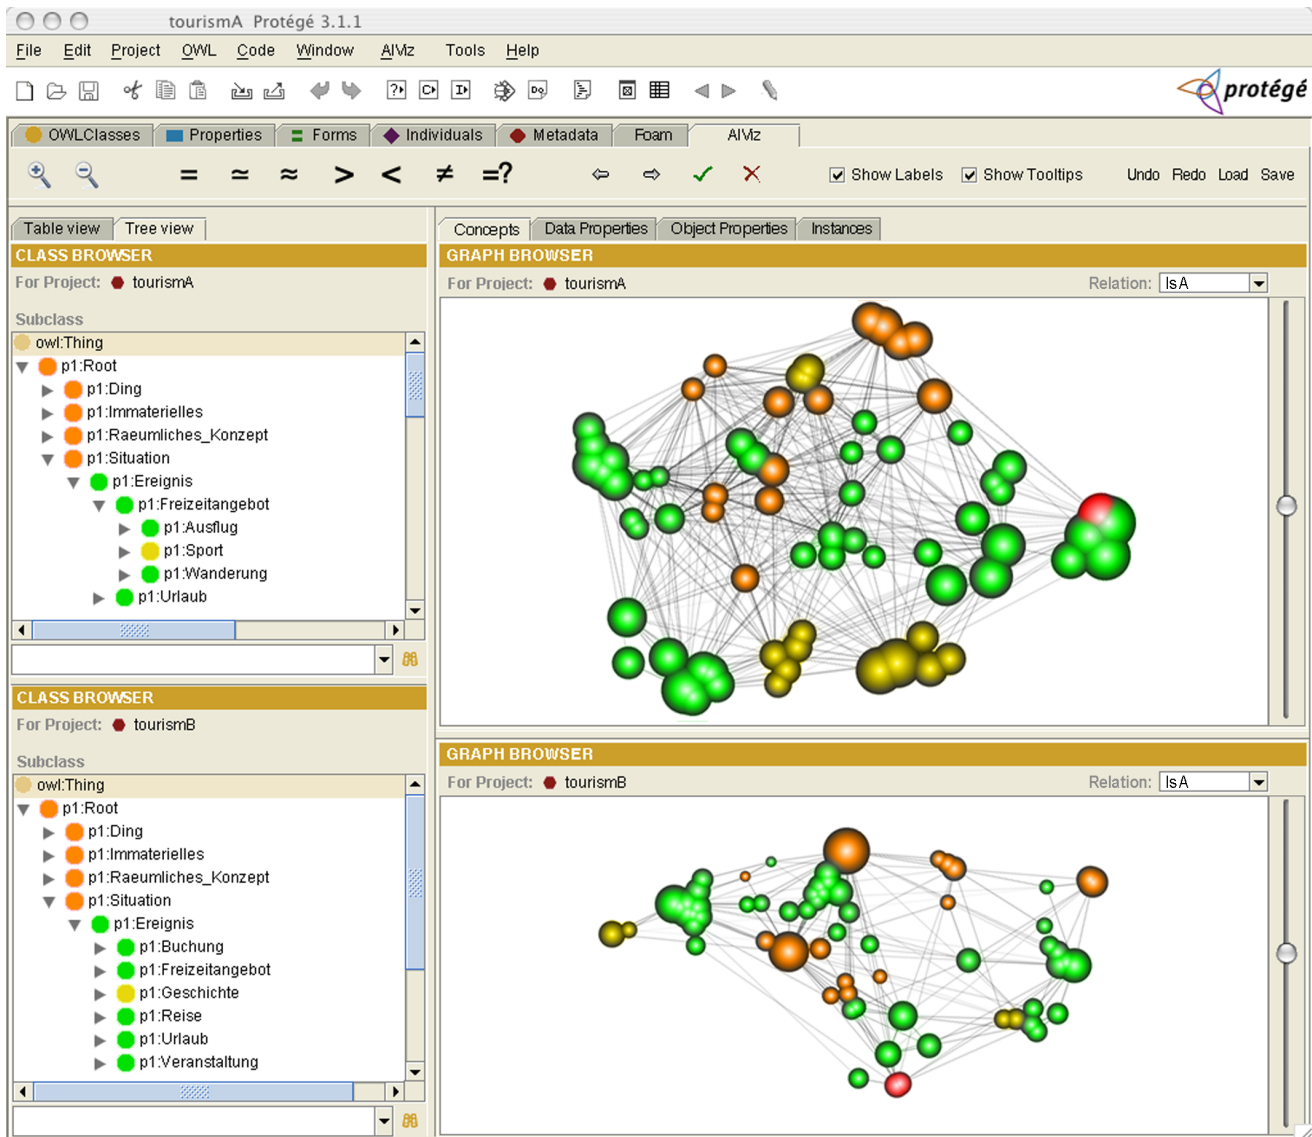 tourismA Protégé 3.1.1
File Edit Project OWL Code Window AlViz Tools Help
protégé
OWLClasses Properties Forms Individuals Metadata Foam AlViz
= ≃ ≈ > < ≠ =? Show Labels Show Tooltips Undo Redo Load Save
Table view Tree view
CLASS BROWSER
For Project: tourismA
Subclass
owl:Thing
p1:Root
p1:Ding
p1:Immaterielles
p1:Raeumliches_Konzept
p1:Situation
p1:Ereignis
p1:Freizeitangebot
p1:Ausflug
p1:Sport
p1:Wanderung
p1:Urlaub
CLASS BROWSER
For Project: tourismB
Subclass
owl:Thing
p1:Root
p1:Ding
p1:Immaterielles
p1:Raeumliches_Konzept
p1:Situation
p1:Ereignis
p1:Buchung
p1:Freizeitangebot
p1:Geschichte
p1:Reise
p1:Urlaub
p1:Veranstaltung
Concepts Data Properties Object Properties Instances
GRAPH BROWSER
For Project: tourismA Relation: IsA
GRAPH BROWSER
For Project: tourismB Relation: IsA